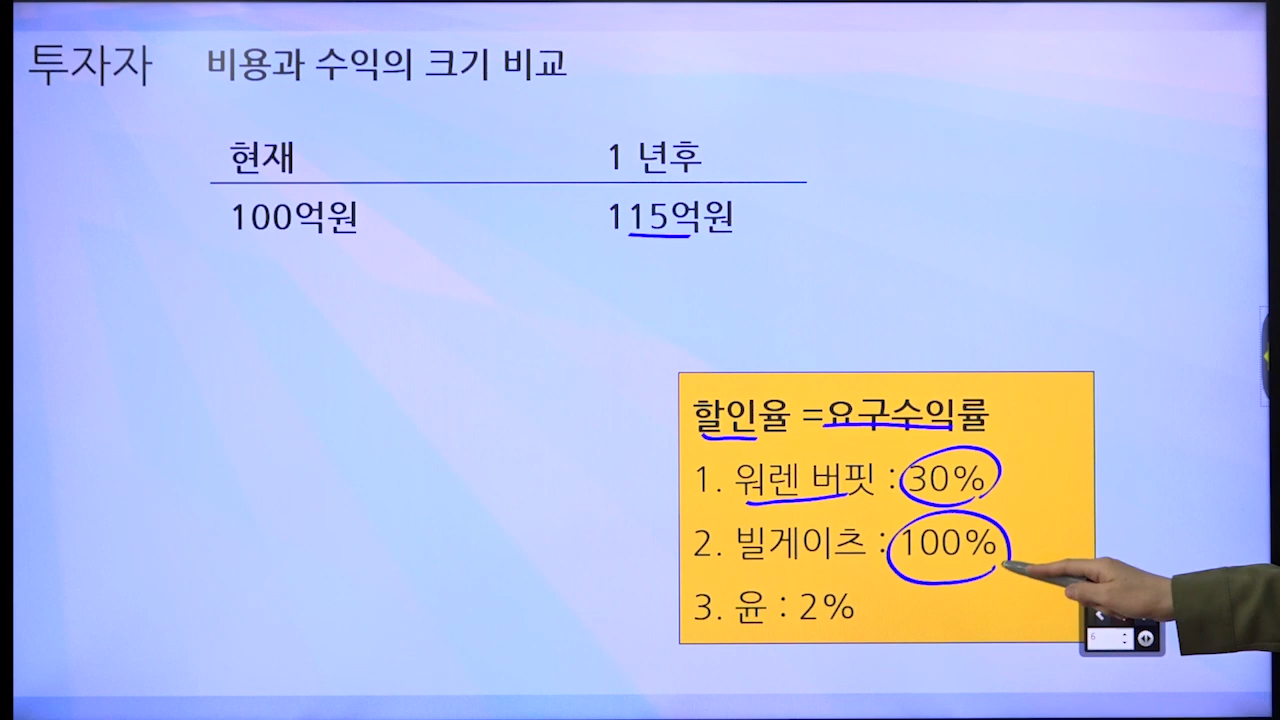 투자자 비용과 수익의 크기 비교
현재 1 년후
100억원 115억원
할인율 =요구수익률
1. 워렌 버핏 : 30%
2. 빌게이츠 : 100%
3. 윤 : 2%
6